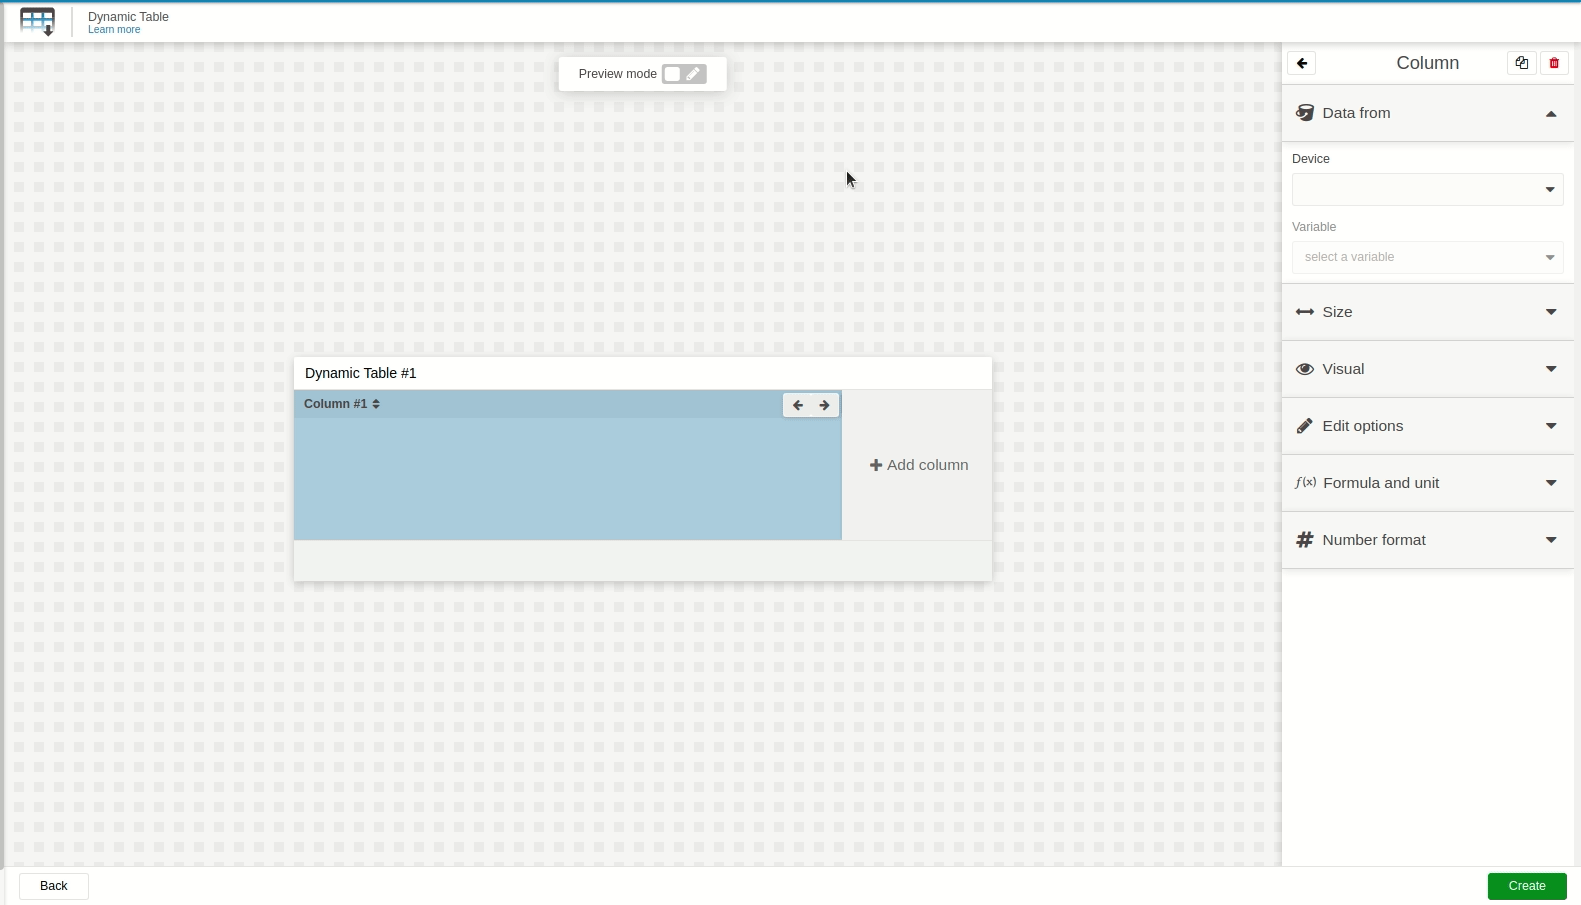 Dynamic Table
Learn more
Preview mode
Column
Data from
Device
Variable
select a variable
Size
Visual
Edit options
f(x) Formula and unit
Number format
Dynamic Table #1
Column #1
Add column
Back
Create